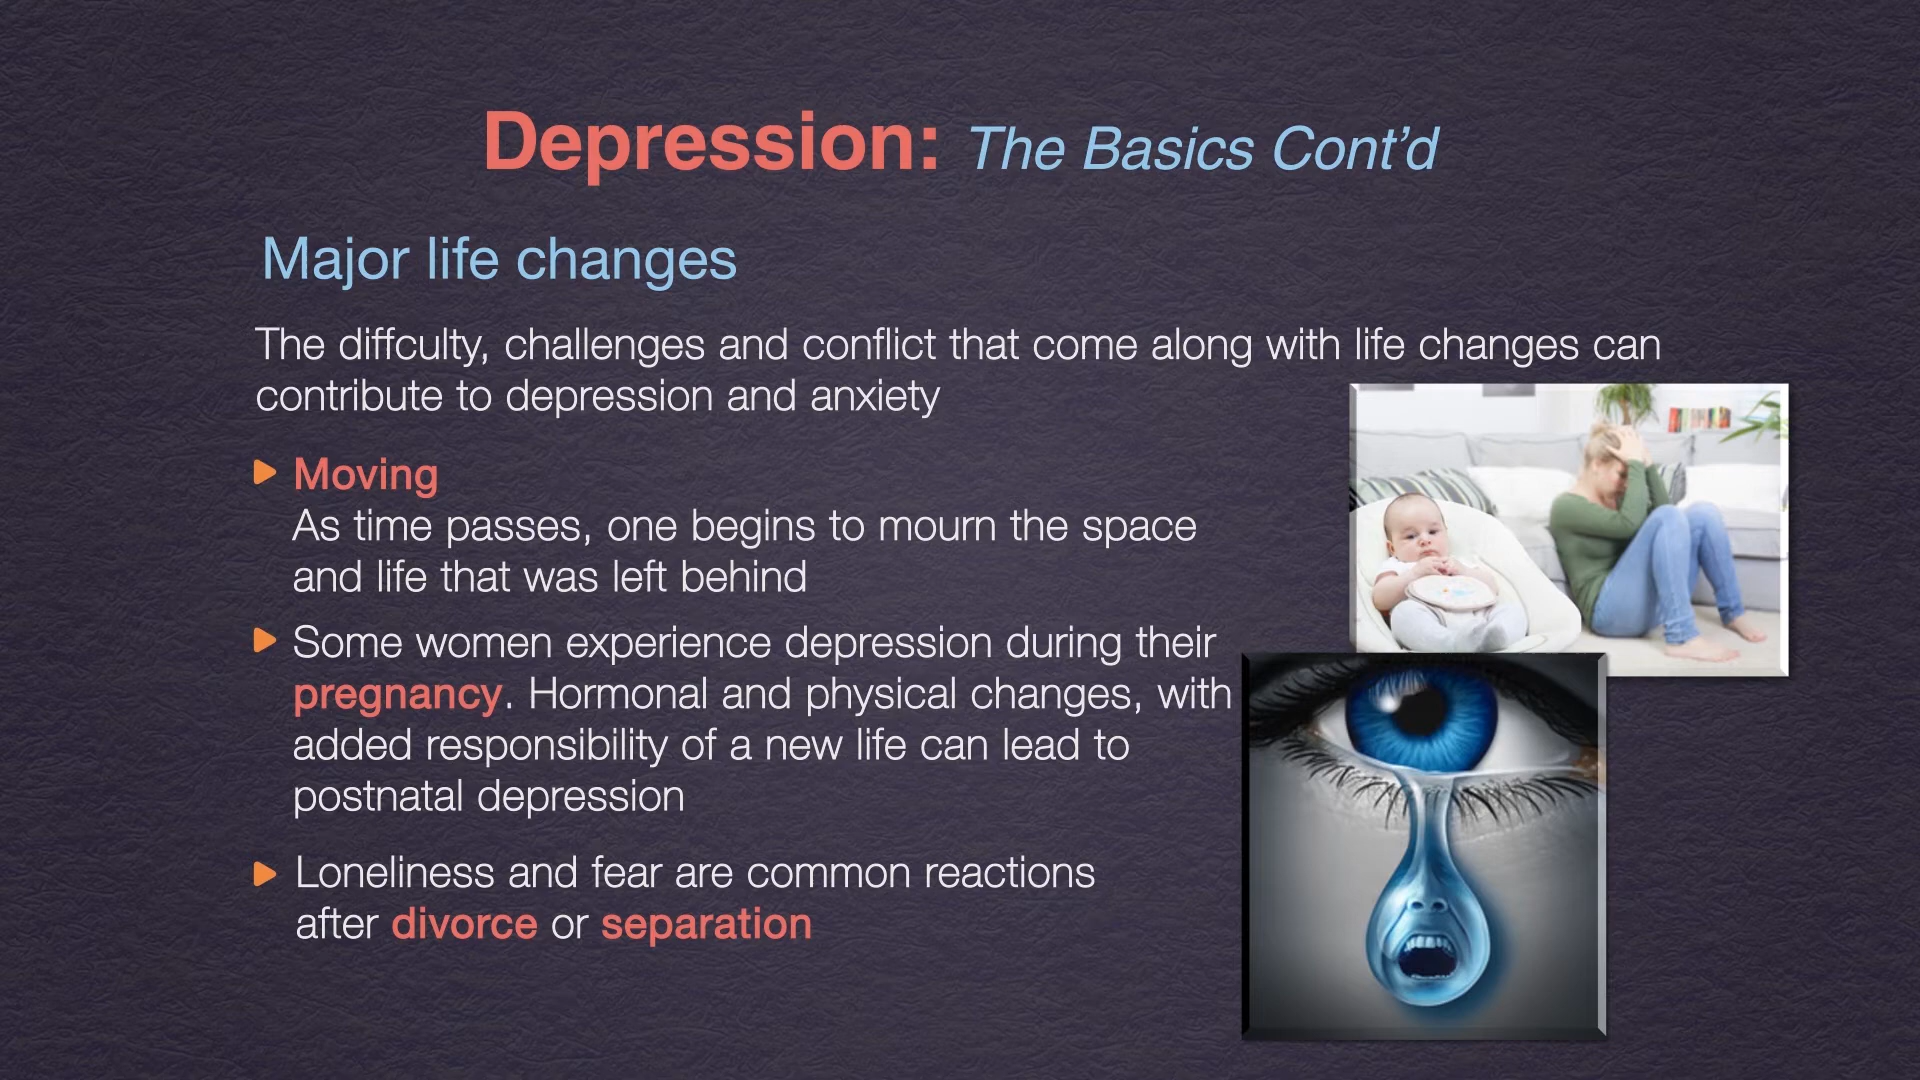 Depression: The Basics Cont’d
Major life changes
The diffculty, challenges and conflict that come along with life changes can
contribute to depression and anxiety
Moving
As time passes, one begins to mourn the space
and life that was left behind
Some women experience depression during their
pregnancy. Hormonal and physical changes, with
added responsibility of a new life can lead to
postnatal depression
Loneliness and fear are common reactions
after divorce or separation